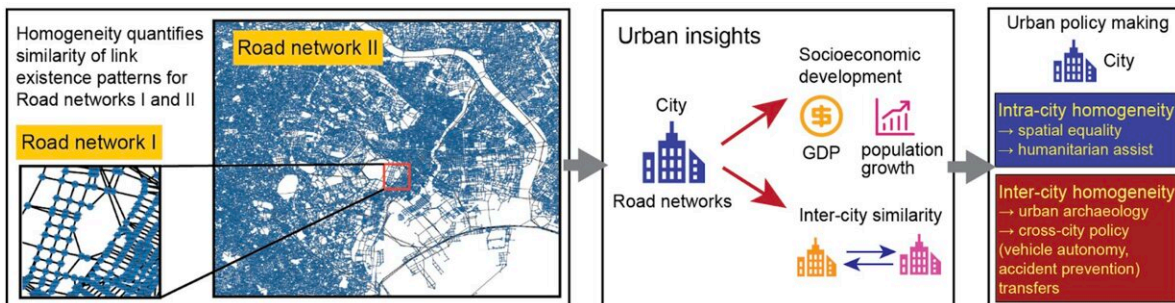 Homogeneity quantifies
similarity of link
existence patterns for
Road networks I and II
Road network I
Road network II
Urban insights
City
Road networks
Socioeconomic
development
GDP
population
growth
Inter-city similarity
Urban policy making
City
Intra-city homogeneity
→ spatial equality
→ humanitarian assist
Inter-city homogeneity
→ urban archaeology
→ cross-city policy
(vehicle autonomy,
accident prevention)
transfers